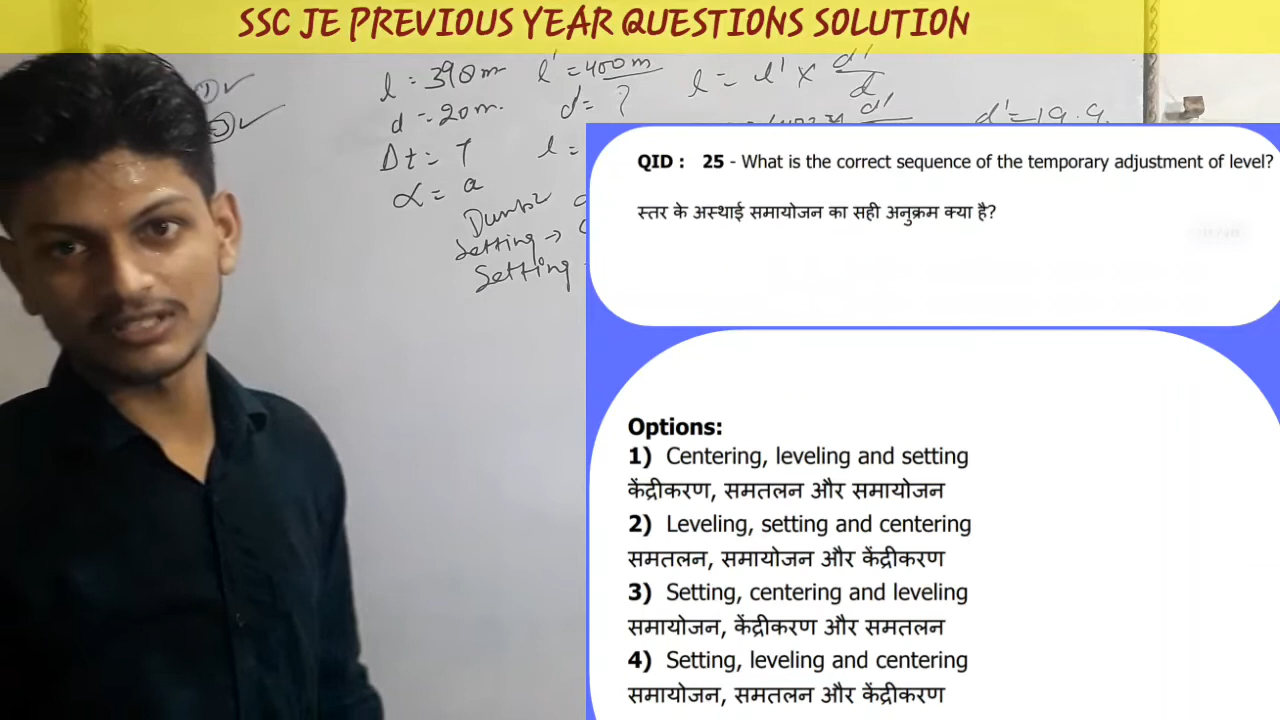 SSC JE PREVIOUS YEAR QUESTIONS SOLUTION
l = 398m l' = 400m l = l' × d'/d
d = 20m. d' = ?
d' = 19.9
Δt = T l =
α = a
Setting →
Setting
QID : 25 - What is the correct sequence of the temporary adjustment of level?
स्तर के अस्थाई समायोजन का सही अनुक्रम क्या है?
Options:
1) Centering, leveling and setting
केंद्रीकरण, समतलन और समायोजन
2) Leveling, setting and centering
समतलन, समायोजन और केंद्रीकरण
3) Setting, centering and leveling
समायोजन, केंद्रीकरण और समतलन
4) Setting, leveling and centering
समायोजन, समतलन और केंद्रीकरण